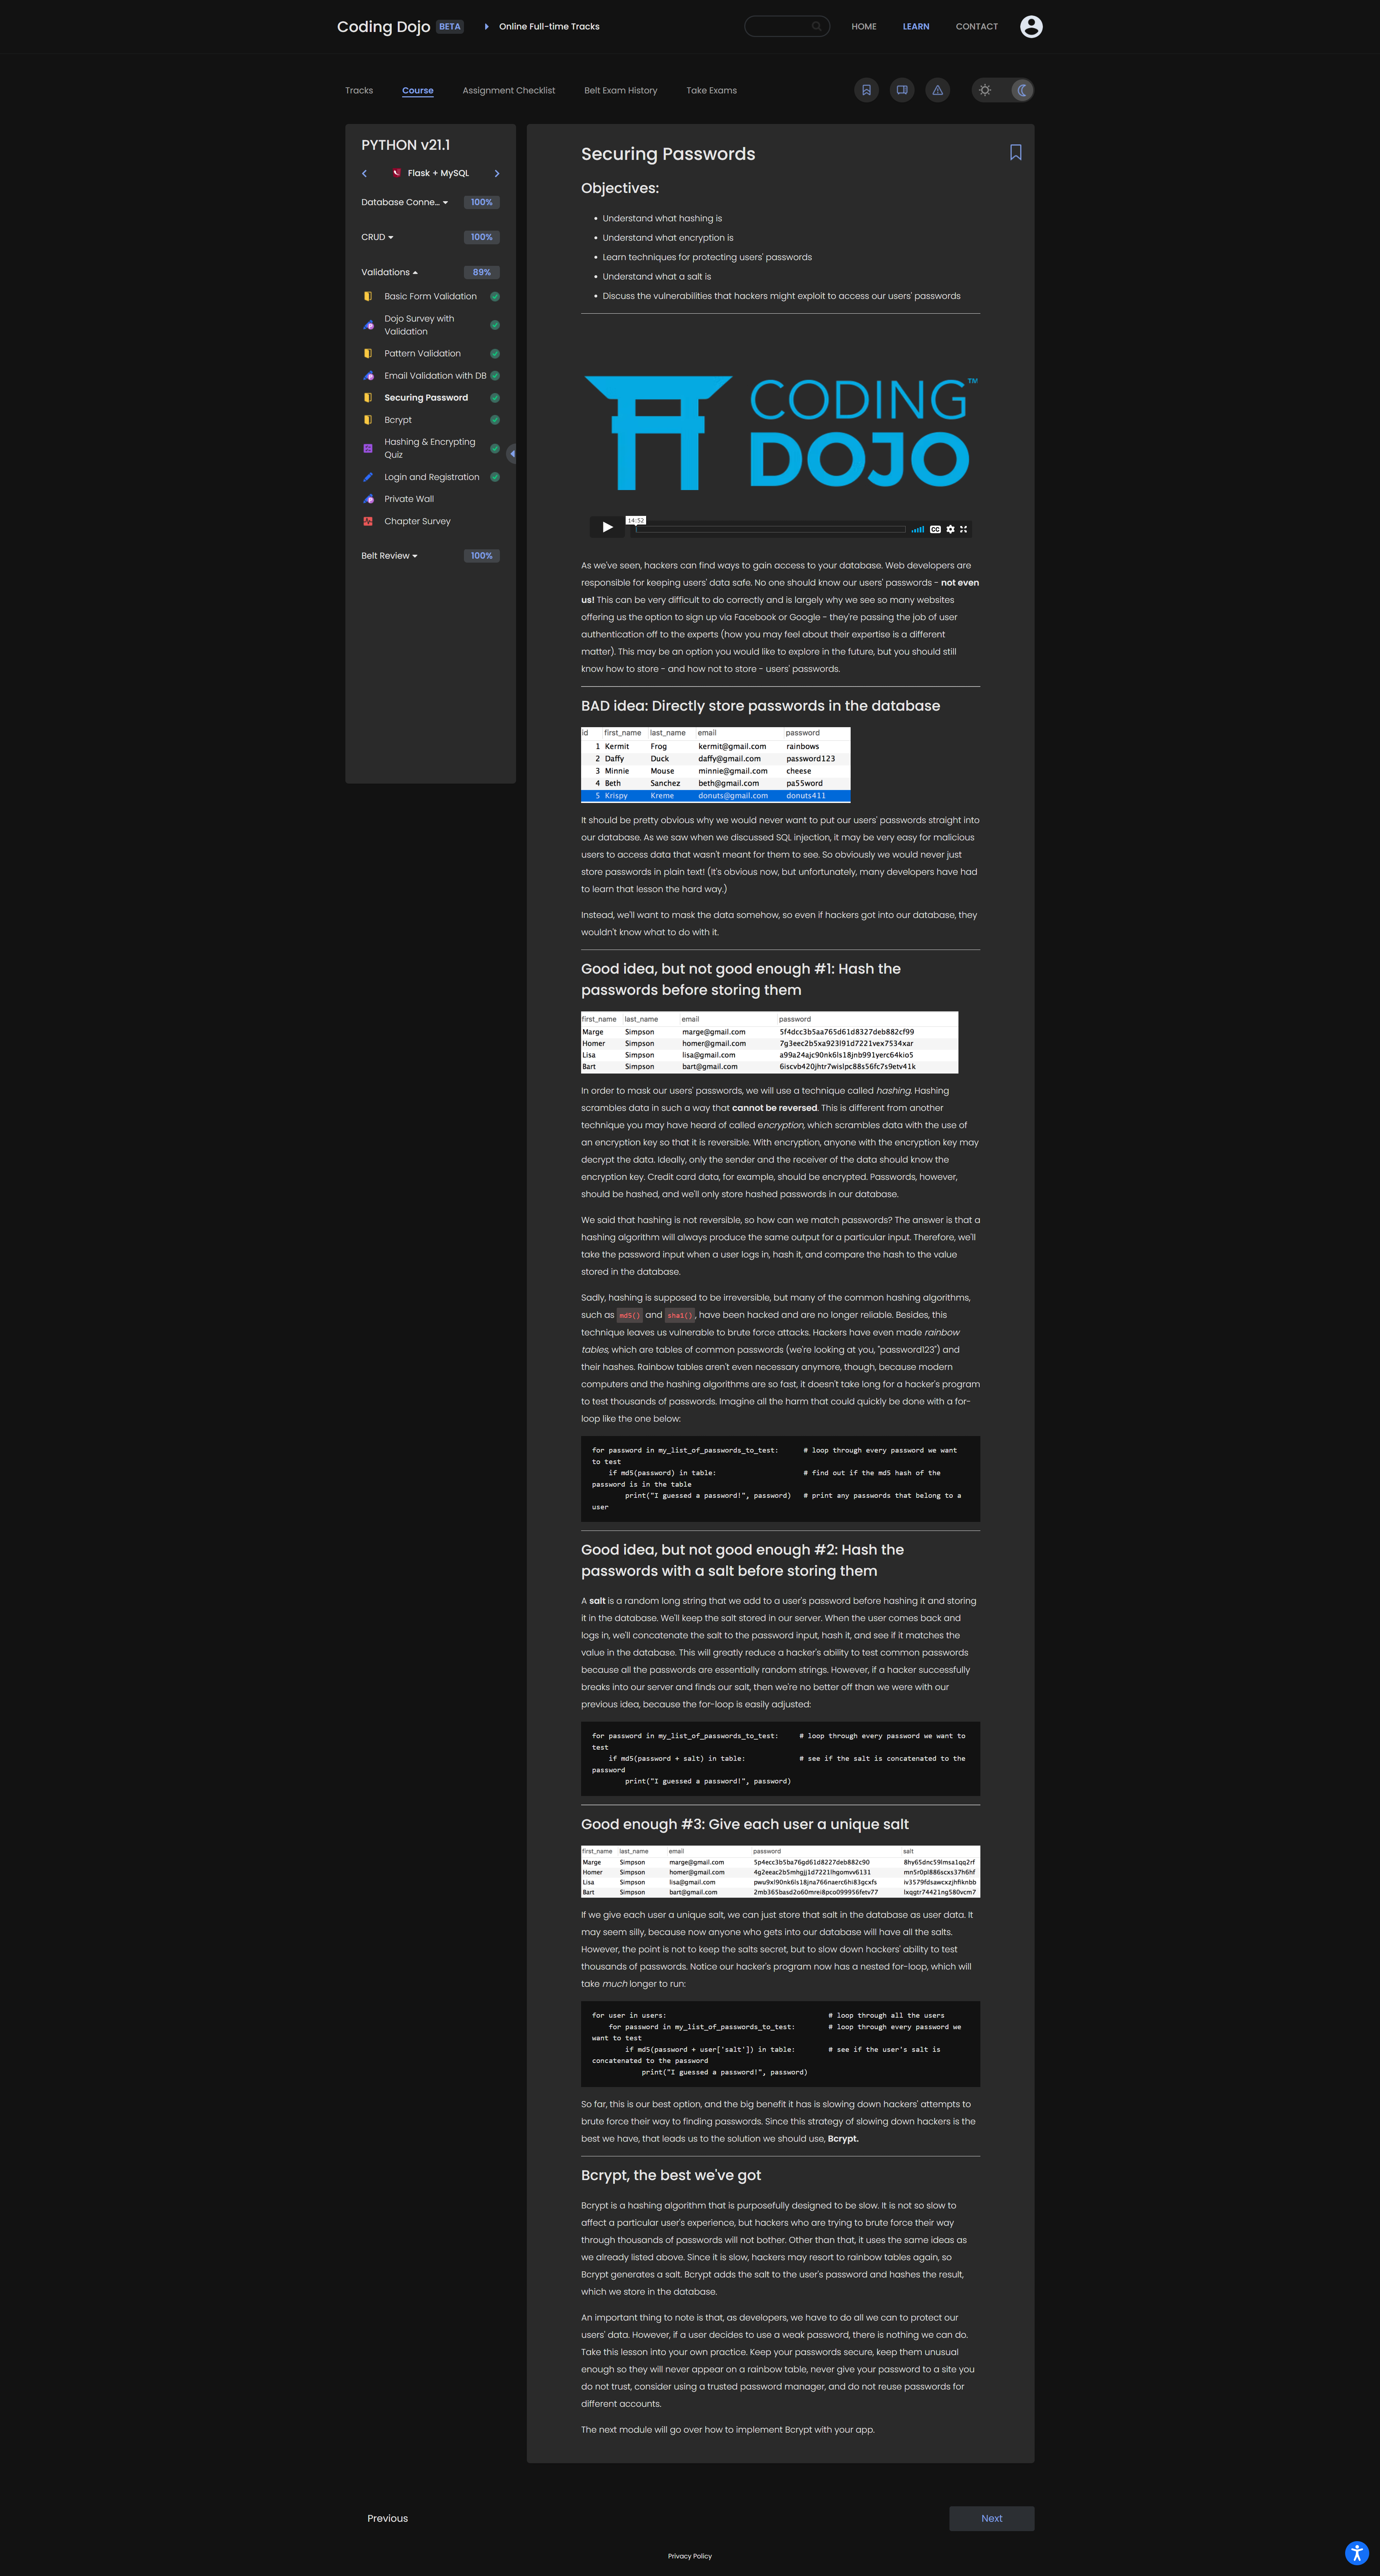 Coding Dojo BETA Online Full-time Tracks HOME LEARN CONTACT
Tracks Course Assignment Checklist Belt Exam History Take Exams
PYTHON v21.1
Flask + MySQL
Database Conne... 100%
CRUD 100%
Validations 89%
Basic Form Validation
Dojo Survey with
Validation
Pattern Validation
Email Validation with DB
Securing Password
Bcrypt
Hashing & Encrypting
Quiz
Login and Registration
Private Wall
Chapter Survey
Belt Review 100%
Securing Passwords
Objectives:
• Understand what hashing is
• Understand what encryption is
• Learn techniques for protecting users' passwords
• Understand what a salt is
• Discuss the vulnerabilities that hackers might exploit to access our users' passwords
CODING™
DOJO
14:52
CC
As we've seen, hackers can find ways to gain access to your database. Web developers are
responsible for keeping users' data safe. No one should know our users' passwords - not even
us! This can be very difficult to do correctly and is largely why we see so many websites
offering us the option to sign up via Facebook or Google - they're passing the job of user
authentication off to the experts (how you may feel about their expertise is a different
matter). This may be an option you would like to explore in the future, but you should still
know how to store - and how not to store - users' passwords.
BAD idea: Directly store passwords in the database
id first_name last_name email password
1 Kermit Frog kermit@gmail.com rainbows
2 Daffy Duck daffy@gmail.com password123
3 Minnie Mouse minnie@gmail.com cheese
4 Beth Sanchez beth@gmail.com pa55word
5 Krispy Kreme donuts@gmail.com donuts411
It should be pretty obvious why we would never want to put our users' passwords straight into
our database. As we saw when we discussed SQL injection, it may be very easy for malicious
users to access data that wasn't meant for them to see. So obviously we would never just
store passwords in plain text! (It's obvious now, but unfortunately, many developers have had
to learn that lesson the hard way.)
Instead, we'll want to mask the data somehow, so even if hackers got into our database, they
wouldn't know what to do with it.
Good idea, but not good enough #1: Hash the
passwords before storing them
first_name last_name email password
Marge Simpson marge@gmail.com 5f4dcc3b5aa765d61d8327deb882cf99
Homer Simpson homer@gmail.com 7g3eec2b5xa923l91d7221vex7534xar
Lisa Simpson lisa@gmail.com a99a24ajc90nk6ls18jnb991yerc64kio5
Bart Simpson bart@gmail.com 6iscvb420jhtr7wislpc88s56fc7s9etv41k
In order to mask our users' passwords, we will use a technique called hashing. Hashing
scrambles data in such a way that cannot be reversed. This is different from another
technique you may have heard of called encryption, which scrambles data with the use of
an encryption key so that it is reversible. With encryption, anyone with the encryption key may
decrypt the data. Ideally, only the sender and the receiver of the data should know the
encryption key. Credit card data, for example, should be encrypted. Passwords, however,
should be hashed, and we'll only store hashed passwords in our database.
We said that hashing is not reversible, so how can we match passwords? The answer is that a
hashing algorithm will always produce the same output for a particular input. Therefore, we'll
take the password input when a user logs in, hash it, and compare the hash to the value
stored in the database.
Sadly, hashing is supposed to be irreversible, but many of the common hashing algorithms,
such as md5() and sha1(), have been hacked and are no longer reliable. Besides, this
technique leaves us vulnerable to brute force attacks. Hackers have even made rainbow
tables, which are tables of common passwords (we're looking at you, "password123") and
their hashes. Rainbow tables aren't even necessary anymore, though, because modern
computers and the hashing algorithms are so fast, it doesn't take long for a hacker's program
to test thousands of passwords. Imagine all the harm that could quickly be done with a for-
loop like the one below:
for password in my_list_of_passwords_to_test: # loop through every password we want
to test
if md5(password) in table: # find out if the md5 hash of the
password is in the table
print("I guessed a password!", password) # print any passwords that belong to a
user
Good idea, but not good enough #2: Hash the
passwords with a salt before storing them
A salt is a random long string that we add to a user's password before hashing it and storing
it in the database. We'll keep the salt stored in our server. When the user comes back and
logs in, we'll concatenate the salt to the password input, hash it, and see if it matches the
value in the database. This will greatly reduce a hacker's ability to test common passwords
because all the passwords are essentially random strings. However, if a hacker successfully
breaks into our server and finds our salt, then we're no better off than we were with our
previous idea, because the for-loop is easily adjusted:
for password in my_list_of_passwords_to_test: # loop through every password we want to
test
if md5(password + salt) in table: # see if the salt is concatenated to the
password
print("I guessed a password!", password)
Good enough #3: Give each user a unique salt
first_name last_name email password salt
Marge Simpson marge@gmail.com 5p4ecc3b5ba76gd61d8227deb882c90 8hy65dnc59lmsa1qq2rf
Homer Simpson homer@gmail.com 4g2eeac2b5mhgjj1d7221lhgomvv6131 mn5r0pl886scxs37h6hf
Lisa Simpson lisa@gmail.com pwu9xl90nk6ls18jna766naerc6hi83gcxfs iv3579fdsawcxzjhfiknbb
Bart Simpson bart@gmail.com 2mb365basd2o60mrei8pco099956fetv77 lxqgtr74421ng580vcm7
If we give each user a unique salt, we can just store that salt in the database as user data. It
may seem silly, because now anyone who gets into our database will have all the salts.
However, the point is not to keep the salts secret, but to slow down hackers' ability to test
thousands of passwords. Notice our hacker's program now has a nested for-loop, which will
take much longer to run:
for user in users: # loop through all the users
for password in my_list_of_passwords_to_test: # loop through every password we
want to test
if md5(password + user['salt']) in table: # see if the user's salt is
concatenated to the password
print("I guessed a password!", password)
So far, this is our best option, and the big benefit it has is slowing down hackers' attempts to
brute force their way to finding passwords. Since this strategy of slowing down hackers is the
best we have, that leads us to the solution we should use, Bcrypt.
Bcrypt, the best we've got
Bcrypt is a hashing algorithm that is purposefully designed to be slow. It is not so slow to
affect a particular user's experience, but hackers who are trying to brute force their way
through thousands of passwords will not bother. Other than that, it uses the same ideas as
we already listed above. Since it is slow, hackers may resort to rainbow tables again, so
Bcrypt generates a salt. Bcrypt adds the salt to the user's password and hashes the result,
which we store in the database.
An important thing to note is that, as developers, we have to do all we can to protect our
users' data. However, if a user decides to use a weak password, there is nothing we can do.
Take this lesson into your own practice. Keep your passwords secure, keep them unusual
enough so they will never appear on a rainbow table, never give your password to a site you
do not trust, consider using a trusted password manager, and do not reuse passwords for
different accounts.
The next module will go over how to implement Bcrypt with your app.
Previous Next
Privacy Policy